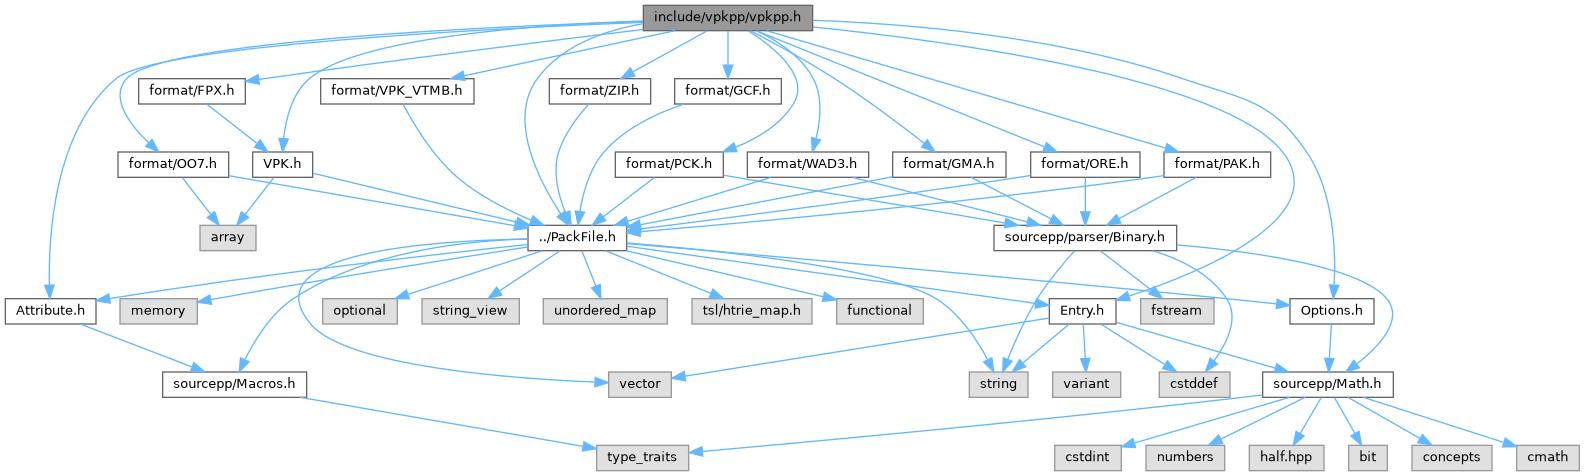 include/vpkpp/vpkpp.h
format/FPX.h
format/VPK_VTMB.h
format/ZIP.h
format/GCF.h
format/OO7.h
VPK.h
format/PCK.h
format/WAD3.h
format/GMA.h
format/ORE.h
format/PAK.h
array
../PackFile.h
sourcepp/parser/Binary.h
Attribute.h
memory
optional
string_view
unordered_map
tsl/htrie_map.h
functional
Entry.h
fstream
Options.h
sourcepp/Macros.h
vector
string
variant
cstddef
sourcepp/Math.h
type_traits
cstdint
numbers
half.hpp
bit
concepts
cmath